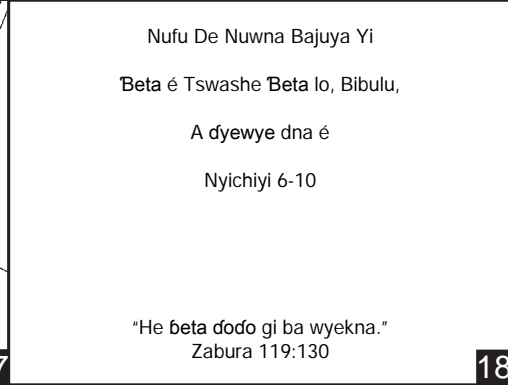 Nufu De Nuwna Bajuya Yi
Ɓeta é Tswashe Ɓeta lo, Bibulu,
A ɗyewye dna é
Nyichiyi 6-10
“He ɓeta ɗoɗo gi ba wyekna.”
Zabura 119:130
7
18